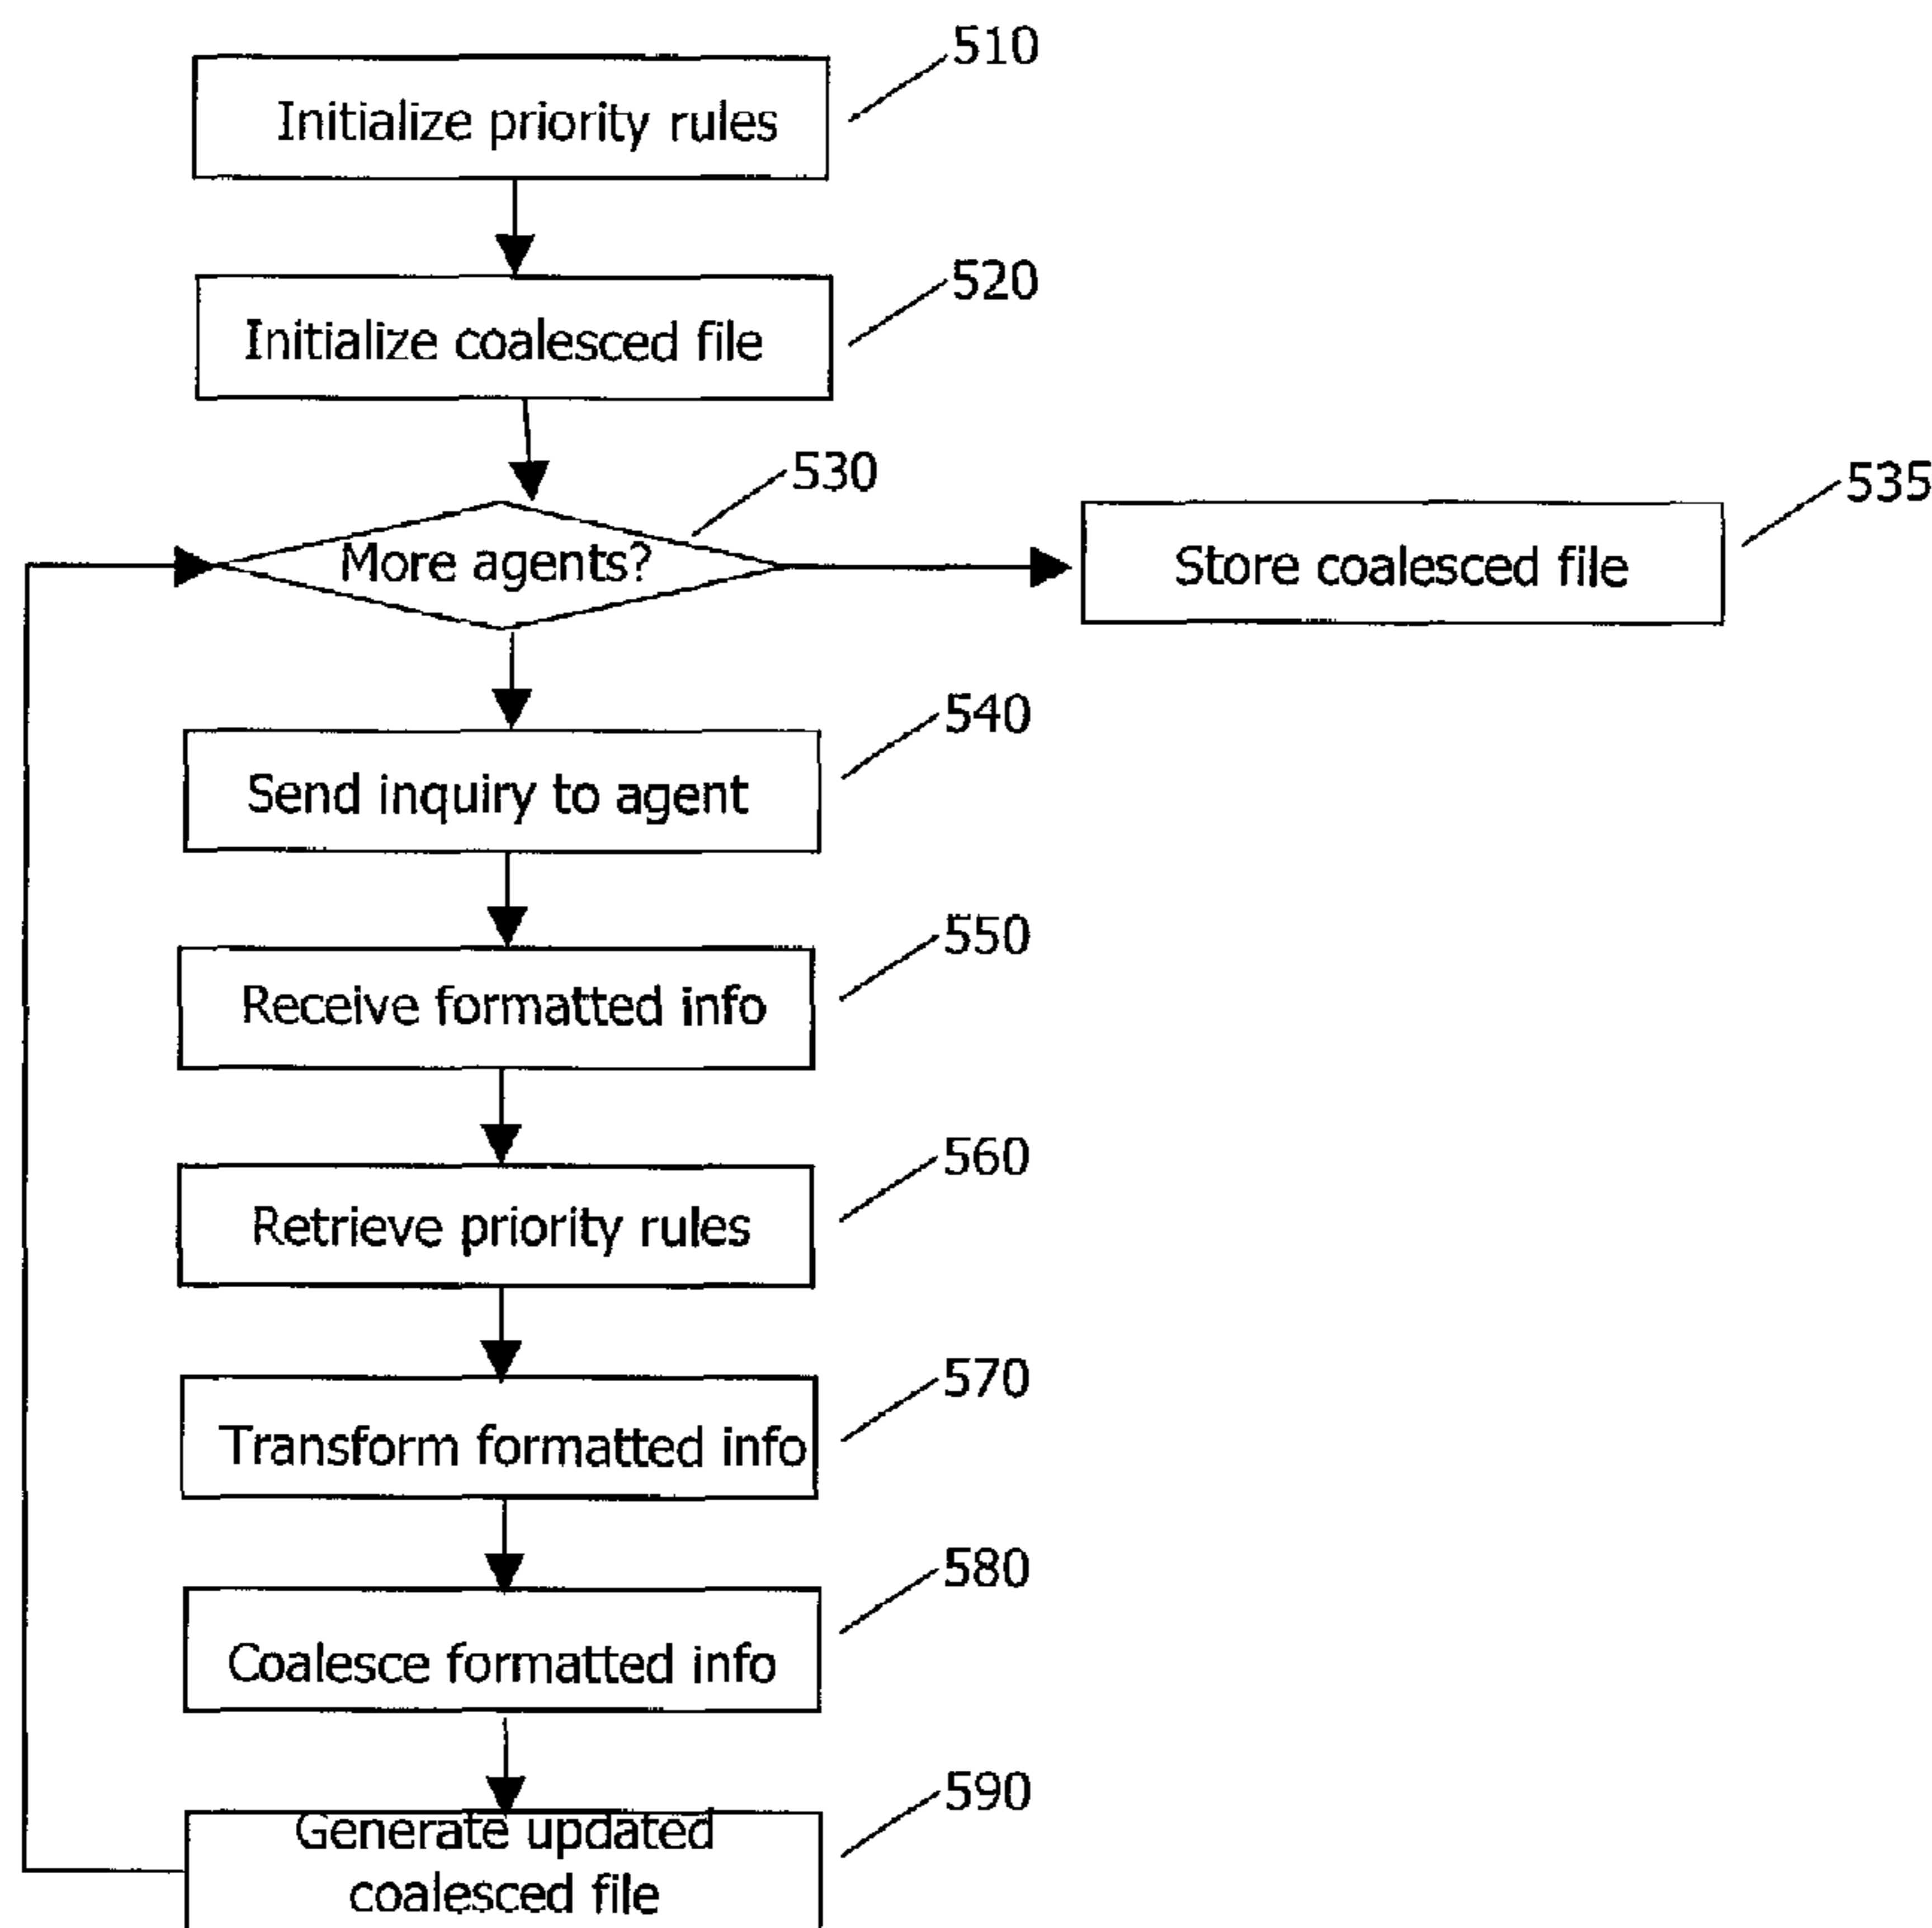 510
Initialize priority rules
520
Initialize coalesced file
530
More agents?
535
Store coalesced file
540
Send inquiry to agent
550
Receive formatted info
560
Retrieve priority rules
570
Transform formatted info
580
Coalesce formatted info
590
Generate updated
coalesced file